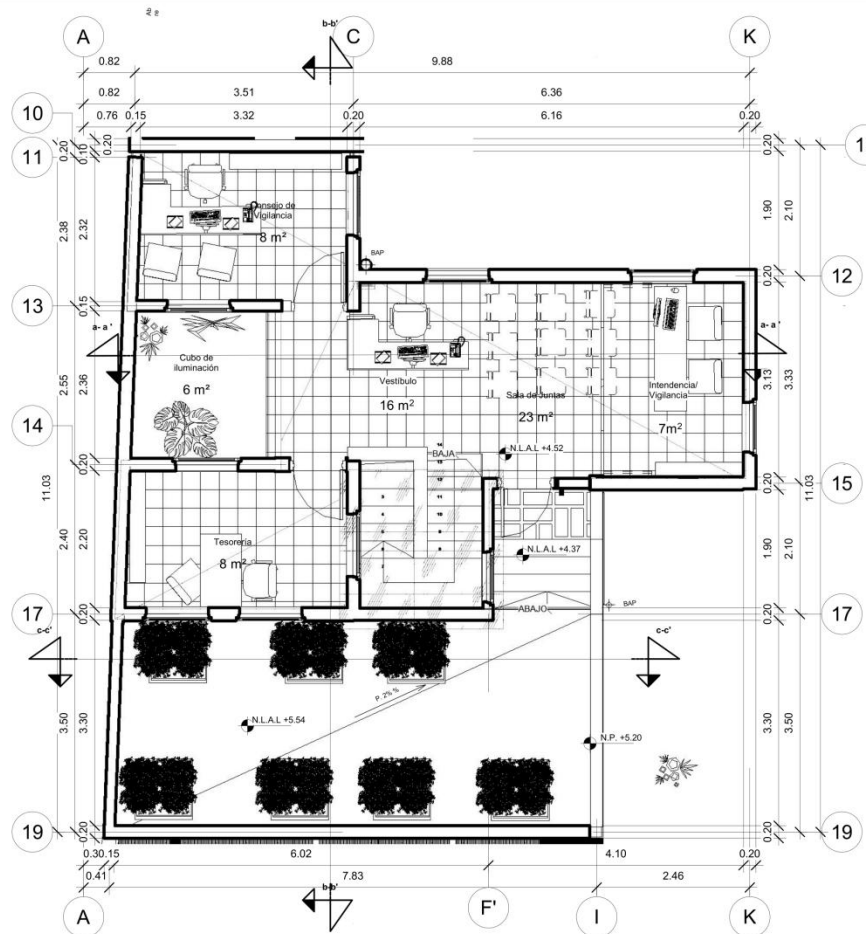 Ab
re
b-b'
A
C
K
0.82
9.88
0.82
3.51
6.36
0.76
0.15
3.32
0.20
6.16
0.20
10
11
1
0.20
0.10
0.20
2.38
2.32
0.15
Consejo de
Vigilancia
8 m²
BAP
0.20
1.90
2.10
0.20
12
13
a- a '
a- a '
2.55
2.36
Cubo de
iluminación
6 m²
Vestíbulo
16 m²
Sala de Juntas
23 m²
Intendencia/
Vigilancia
7m²
3.13
3.33
14
BAJA
N.L.A.L +4.52
0.20
11.03
0.20
15
11.03
2.40
2.20
Tesorería
8 m²
N.L.A.L +4.37
1.90
2.10
17
0.20
ABAJO
BAP
0.20
17
c-c'
c-c'
P. 2% %
N.L.A.L +5.54
N.P. +5.20
3.50
3.30
3.30
3.50
19
0.20
0.20
19
0.30
.15
6.02
4.10
0.20
0.41
b-b'
7.83
2.46
A
F'
I
K